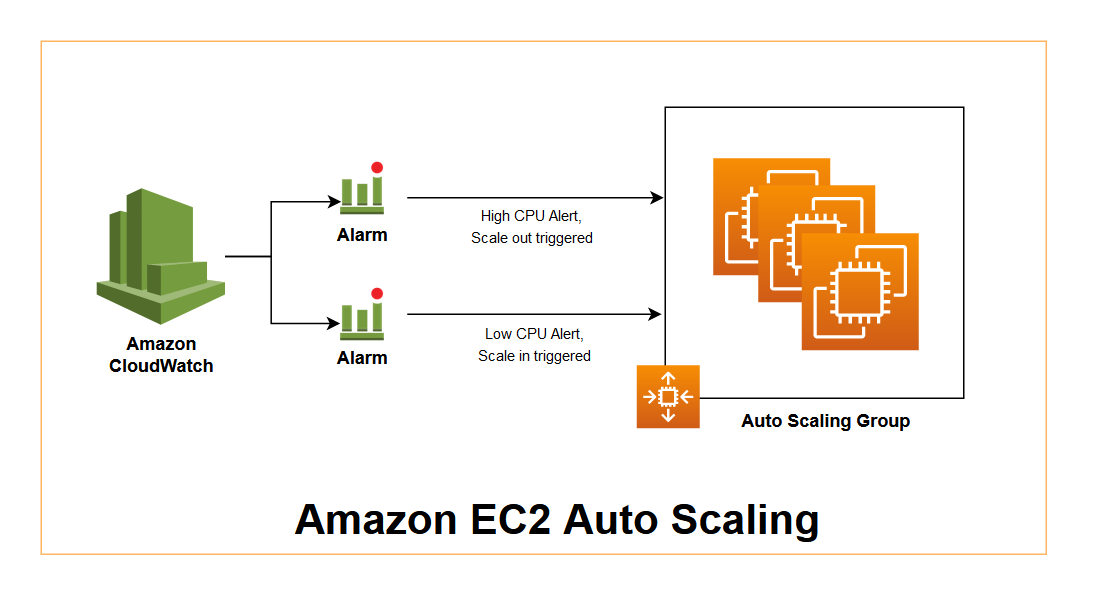 Alarm
High CPU Alert,
Scale out triggered
Amazon
CloudWatch
Alarm
Low CPU Alert,
Scale in triggered
Auto Scaling Group
Amazon EC2 Auto Scaling